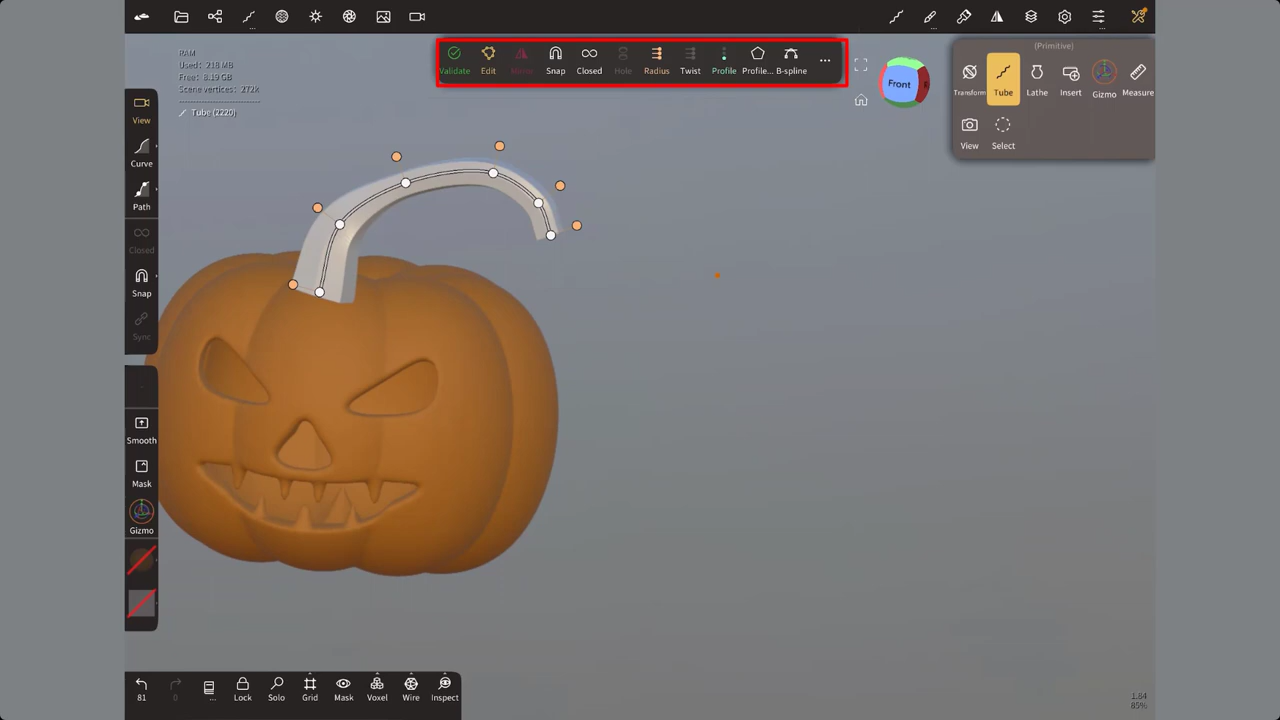 RAM
Used: 218 MB
Free: 8.19 GB
Scene vertices: 272k
Tube (2220)
Validate
Edit
Mirror
Snap
Closed
Hole
Radius
Twist
Profile
Profile...
B-spline
...
Front
(Primitive)
Transform
Tube
Lathe
Insert
Gizmo
Measure
View
Select
View
Curve
Path
Closed
Snap
Sync
Smooth
Mask
Gizmo
81
0
...
Lock
Solo
Grid
Mask
Voxel
Wire
Inspect
1.84
85%